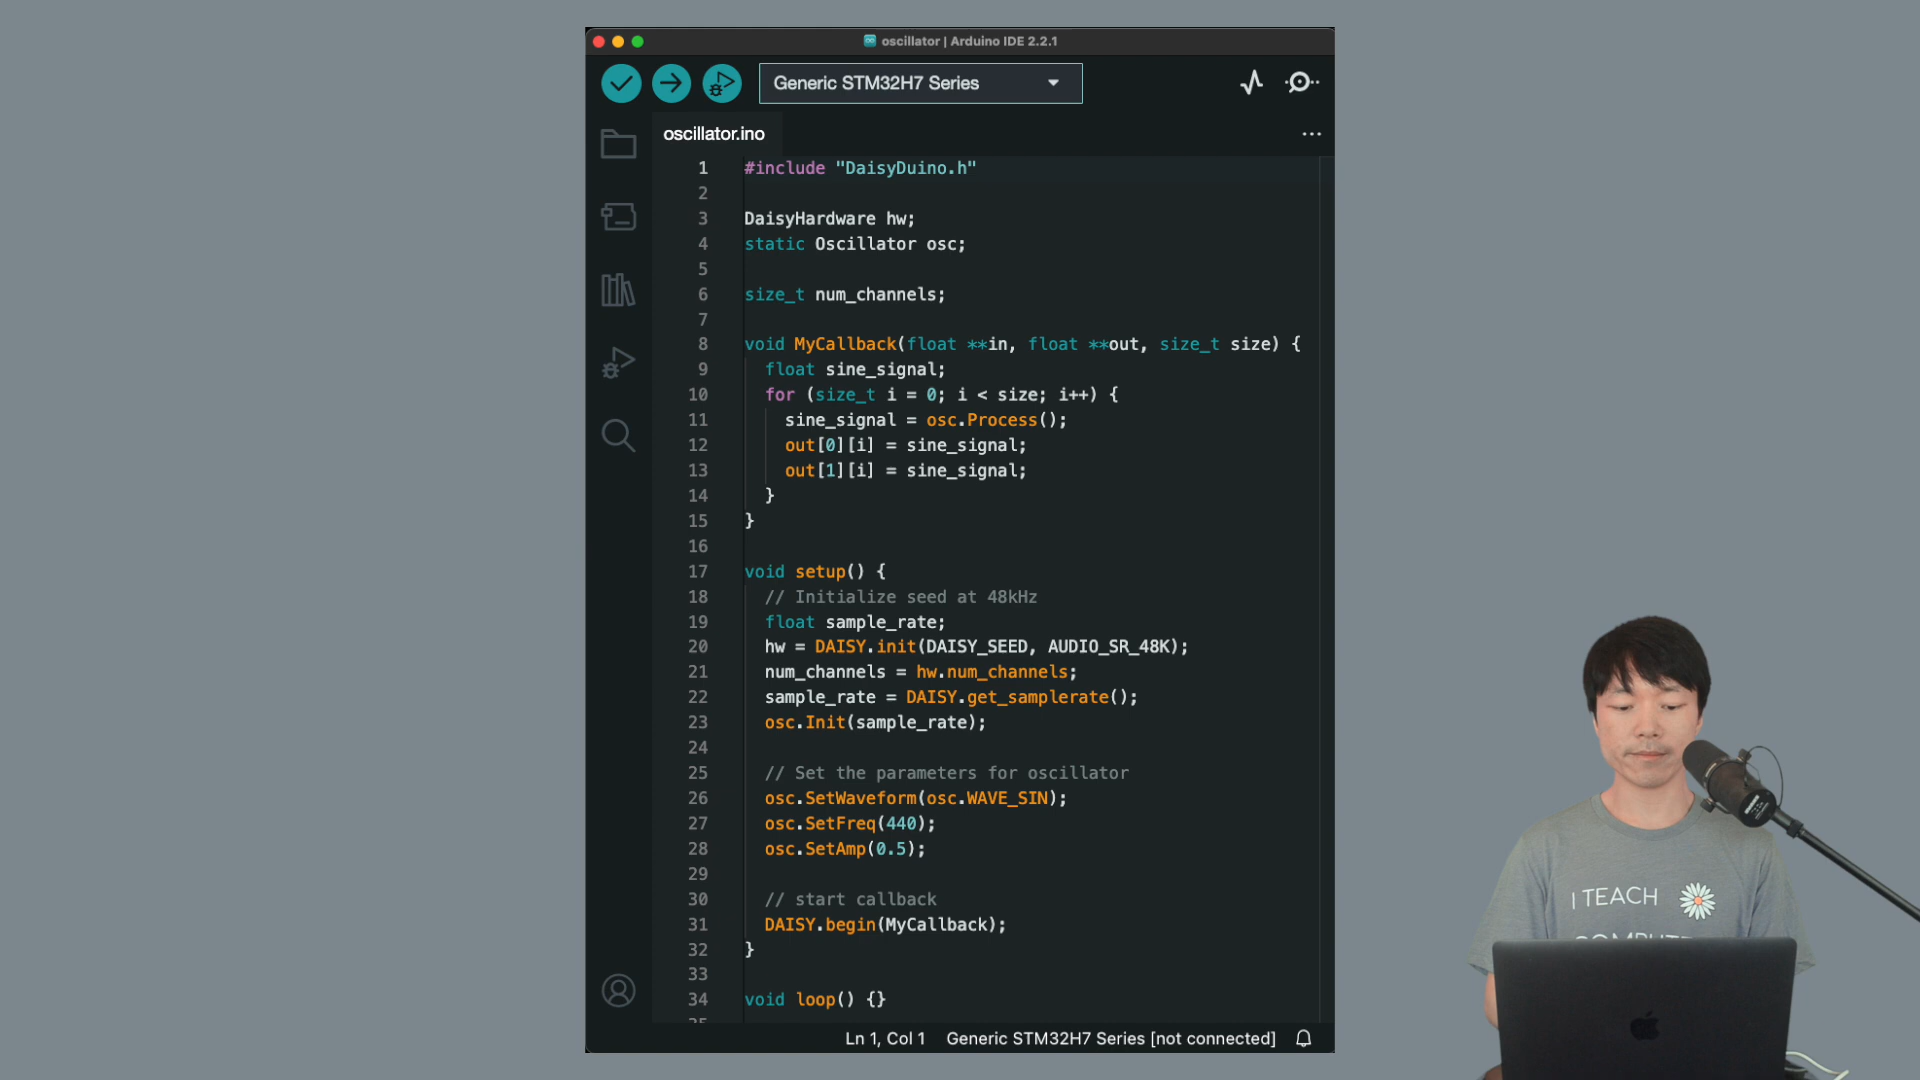 oscillator | Arduino IDE 2.2.1
Generic STM32H7 Series
oscillator.ino
1 #include "DaisyDuino.h"
2
3 DaisyHardware hw;
4 static Oscillator osc;
5
6 size_t num_channels;
7
8 void MyCallback(float **in, float **out, size_t size) {
9 float sine_signal;
10 for (size_t i = 0; i < size; i++) {
11 sine_signal = osc.Process();
12 out[0][i] = sine_signal;
13 out[1][i] = sine_signal;
14 }
15 }
16
17 void setup() {
18 // Initialize seed at 48kHz
19 float sample_rate;
20 hw = DAISY.init(DAISY_SEED, AUDIO_SR_48K);
21 num_channels = hw.num_channels;
22 sample_rate = DAISY.get_samplerate();
23 osc.Init(sample_rate);
24
25 // Set the parameters for oscillator
26 osc.SetWaveform(osc.WAVE_SIN);
27 osc.SetFreq(440);
28 osc.SetAmp(0.5);
29
30 // start callback
31 DAISY.begin(MyCallback);
32 }
33
34 void loop() {}
Ln 1, Col 1 Generic STM32H7 Series [not connected]
I TEACH